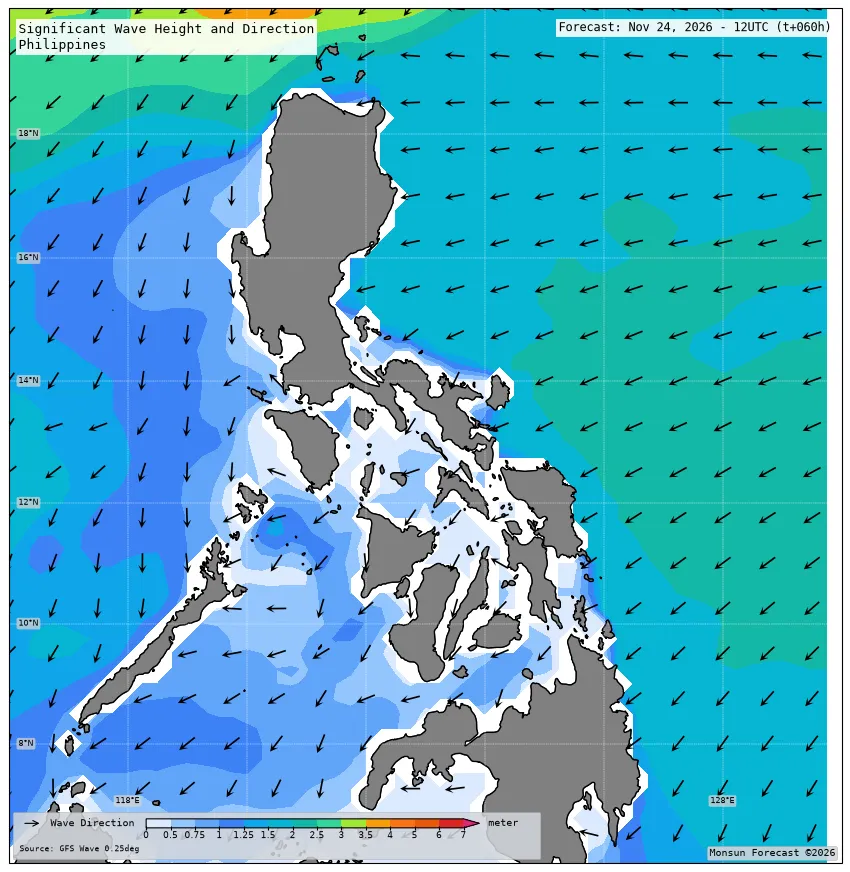 Significant Wave Height and Direction
Philippines
Forecast: Nov 24, 2026 - 12UTC (t+060h)
18°N
16°N
14°N
12°N
10°N
8°N
118°E
128°E
Wave Direction
0 0.5 0.75 1 1.25 1.5 2 2.5 3 3.5 4 5 6 7
meter
Source: GFS Wave 0.25deg
Monsun Forecast ©2026